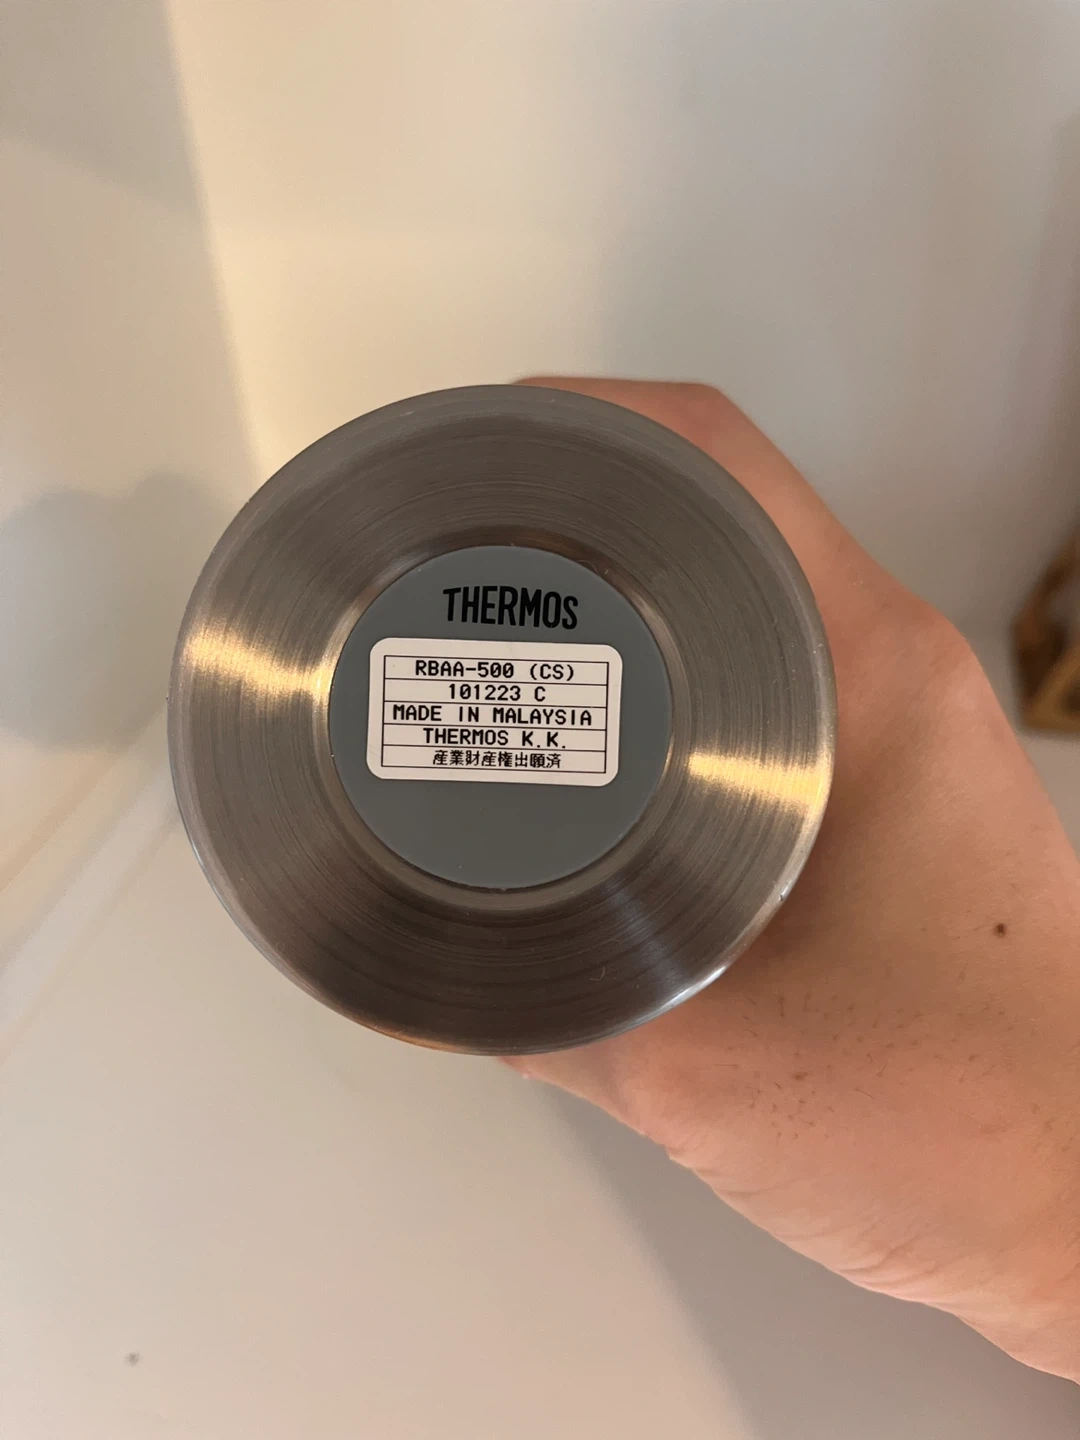 THERMOS
RBAA-500 (CS)
101223 C
MADE IN MALAYSIA
THERMOS K.K.
産業財産権出願済